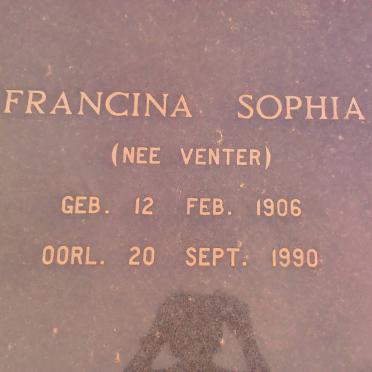 FRANCINA SOPHIA
(NEE VENTER)
GEB. 12 FEB. 1906
OORL. 20 SEPT. 1990